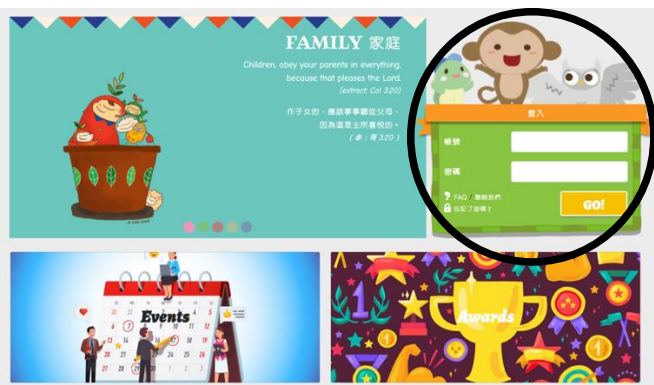 FAMILY 家庭
Children, obey your parents in everything,
because that pleases the Lord.
(extract: Col 3:20)
作子女的，應該事事聽從父母，
因為這是主所喜悅的。
( 參：哥 3:20 )
登入
帳號
密碼
FAQ / 聯絡我們
忘記了密碼？
GO!
Events
Awards